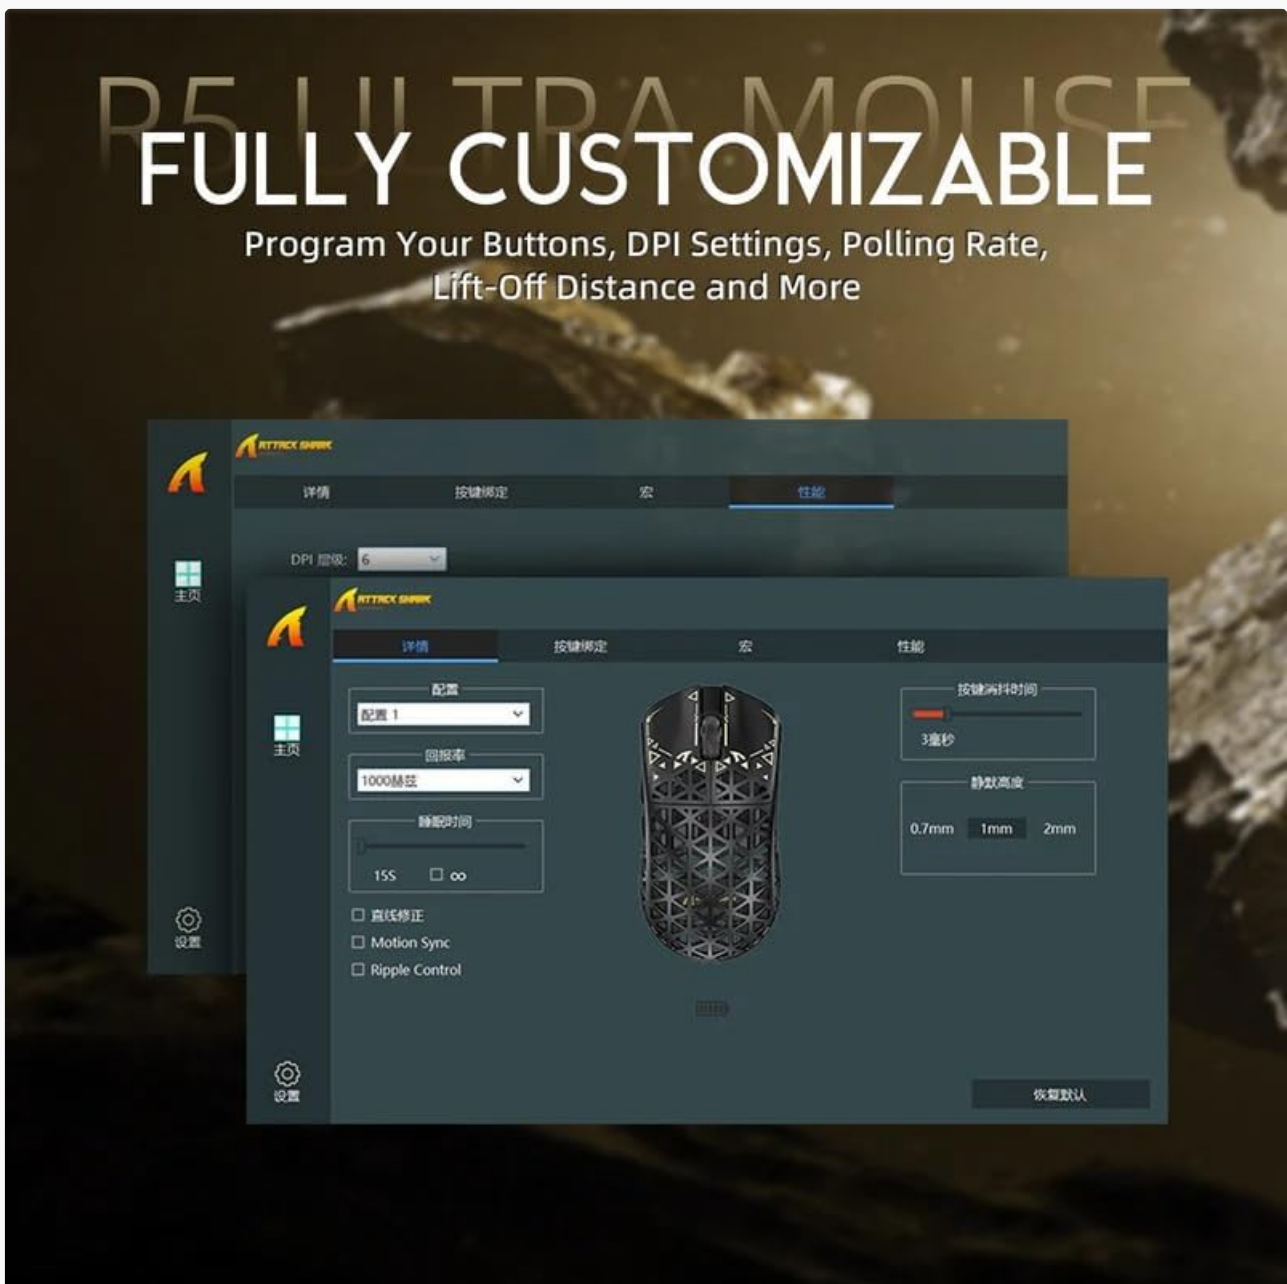 R5 ULTRA MOUSE
FULLY CUSTOMIZABLE
Program Your Buttons, DPI Settings, Polling Rate,
Lift-Off Distance and More
ATTACK SHARK
详情 按键绑定 宏 性能
DPI 层级: 6
主页
设置
ATTACK SHARK
详情 按键绑定 宏 性能
配置
配置 1
回报率
1000赫兹
睡眠时间
15S ∞
直线修正
Motion Sync
Ripple Control
按键消抖时间
3毫秒
静默高度
0.7mm 1mm 2mm
主页
设置
恢复默认